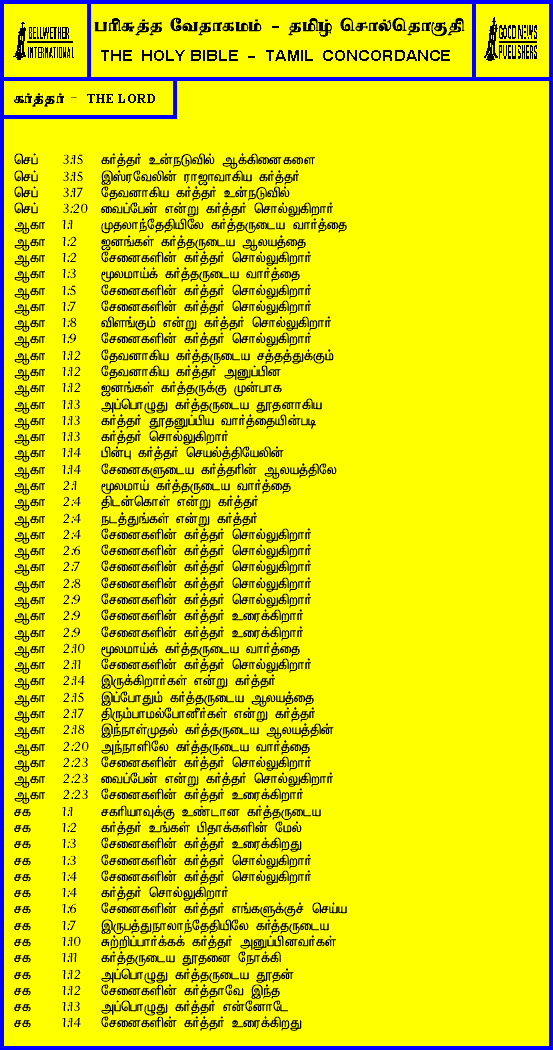 BELLWETHER
INTERNATIONAL
பரிசுத்த வேதாகமம் – தமிழ் சொல்தொகுதி
THE HOLY BIBLE – TAMIL CONCORDANCE
GOOD NEWS
PUBLISHERS
கர்த்தர் – THE LORD
செப் 3:15 கர்த்தர் உன்நடுவில் ஆக்கினைகளை
செப் 3:15 இஸ்ரவேலின் ராஜாவாகிய கர்த்தர்
செப் 3:17 தேவனாகிய கர்த்தர் உன்நடுவில்
செப் 3:20 வைப்பேன் என்று கர்த்தர் சொல்லுகிறார்
ஆகா 1:1 முதலாந்தேதியிலே கர்த்தருடைய வார்த்தை
ஆகா 1:2 ஜனங்கள் கர்த்தருடைய ஆலயத்தை
ஆகா 1:2 சேனைகளின் கர்த்தர் சொல்லுகிறார்
ஆகா 1:3 மூலமாய்க் கர்த்தருடைய வார்த்தை
ஆகா 1:5 சேனைகளின் கர்த்தர் சொல்லுகிறார்
ஆகா 1:7 சேனைகளின் கர்த்தர் சொல்லுகிறார்
ஆகா 1:8 விளங்கும் என்று கர்த்தர் சொல்லுகிறார்
ஆகா 1:9 சேனைகளின் கர்த்தர் சொல்லுகிறார்
ஆகா 1:12 தேவனாகிய கர்த்தருடைய சத்தத்துக்கும்
ஆகா 1:12 தேவனாகிய கர்த்தர் அனுப்பின
ஆகா 1:12 ஜனங்கள் கர்த்தருக்கு முன்பாக
ஆகா 1:13 அப்பொழுது கர்த்தருடைய தூதனாகிய
ஆகா 1:13 கர்த்தர் தூதனுப்பிய வார்த்தையின்படி
ஆகா 1:13 கர்த்தர் சொல்லுகிறார்
ஆகா 1:14 பின்பு கர்த்தர் செயல்த்தியேலின்
ஆகா 1:14 சேனைகளுடைய கர்த்தரின் ஆலயத்திலே
ஆகா 2:1 மூலமாய் கர்த்தருடைய வார்த்தை
ஆகா 2:4 திடன்கொள் என்று கர்த்தர்
ஆகா 2:4 நடத்துங்கள் என்று கர்த்தர்
ஆகா 2:4 சேனைகளின் கர்த்தர் சொல்லுகிறார்
ஆகா 2:6 சேனைகளின் கர்த்தர் சொல்லுகிறார்
ஆகா 2:7 சேனைகளின் கர்த்தர் சொல்லுகிறார்
ஆகா 2:8 சேனைகளின் கர்த்தர் சொல்லுகிறார்
ஆகா 2:9 சேனைகளின் கர்த்தர் சொல்லுகிறார்
ஆகா 2:9 சேனைகளின் கர்த்தர் உரைக்கிறார்
ஆகா 2:9 சேனைகளின் கர்த்தர் உரைக்கிறார்
ஆகா 2:10 மூலமாய்க் கர்த்தருடைய வார்த்தை
ஆகா 2:11 சேனைகளின் கர்த்தர் சொல்லுகிறார்
ஆகா 2:14 இருக்கிறார்கள் என்று கர்த்தர்
ஆகா 2:15 இப்போதும் கர்த்தருடைய ஆலயத்தை
ஆகா 2:17 திரும்பாமல்போனீர்கள் என்று கர்த்தர்
ஆகா 2:18 இந்நாள்முதல் கர்த்தருடைய ஆலயத்தின்
ஆகா 2:20 அந்நாளிலே கர்த்தருடைய வார்த்தை
ஆகா 2:23 சேனைகளின் கர்த்தர் சொல்லுகிறார்
ஆகா 2:23 வைப்பேன் என்று கர்த்தர் சொல்லுகிறார்
ஆகா 2:23 சேனைகளின் கர்த்தர் உரைக்கிறார்
சக 1:1 சகரியாவுக்கு உண்டான கர்த்தருடைய
சக 1:2 கர்த்தர் உங்கள் பிதாக்களின் மேல்
சக 1:3 சேனைகளின் கர்த்தர் உரைக்கிறது
சக 1:3 சேனைகளின் கர்த்தர் சொல்லுகிறார்
சக 1:4 சேனைகளின் கர்த்தர் சொல்லுகிறார்
சக 1:4 கர்த்தர் சொல்லுகிறார்
சக 1:6 சேனைகளின் கர்த்தர் எங்களுக்குச் செய்ய
சக 1:7 இருபத்துநாலாந்தேதியிலே கர்த்தருடைய
சக 1:10 சுற்றிப்பார்க்கக் கர்த்தர் அனுப்பினவர்கள்
சக 1:11 கர்த்தருடைய தூதனை நோக்கி
சக 1:12 அப்பொழுது கர்த்தருடைய தூதன்
சக 1:12 சேனைகளின் கர்த்தாவே இந்த
சக 1:13 அப்பொழுது கர்த்தர் என்னோடே
சக 1:14 சேனைகளின் கர்த்தர் உரைக்கிறது